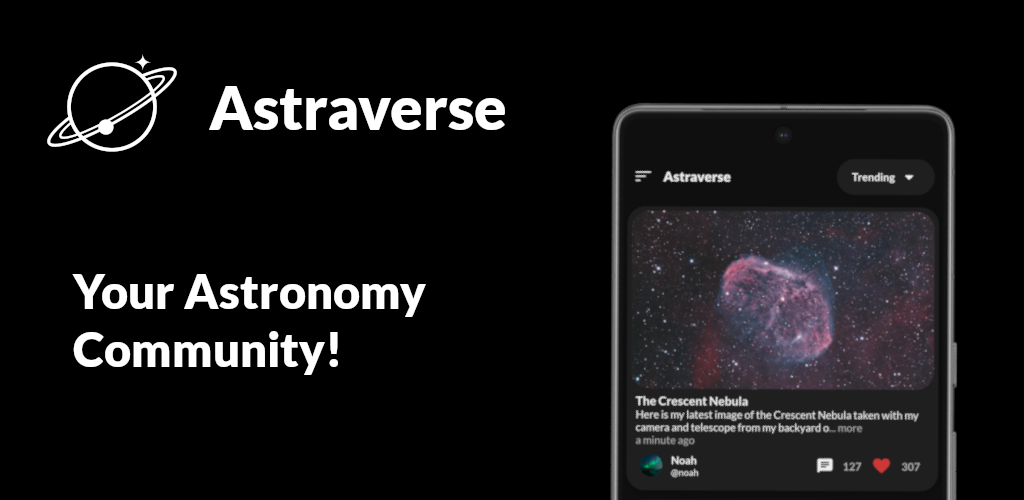 Astraverse
Your Astronomy
Community!
Astraverse
Trending
The Crescent Nebula
Here is my latest image of the Crescent Nebula taken with my
camera and telescope from my backyard o... more
a minute ago
Noah
@noah
127
307